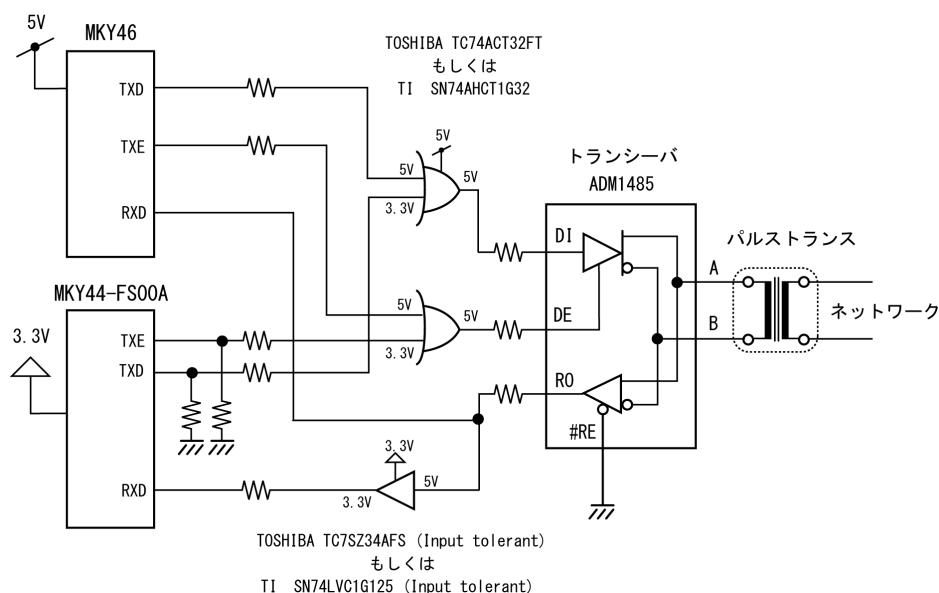 5V
MKY46
TXD
TXE
RXD
TOSHIBA TC74ACT32FT
もしくは
TI SN74AHCT1G32
5V
5V
5V
3.3V
トランシーバ
ADM1485
DI
DE
RO
#RE
パルストランス
A
B
ネットワーク
MKY44-FS00A
3.3V
TXE
TXD
RXD
5V
5V
3.3V
3.3V
5V
3.3V
TOSHIBA TC7SZ34AFS (Input tolerant)
もしくは
TI SN74LVC1G125 (Input tolerant)